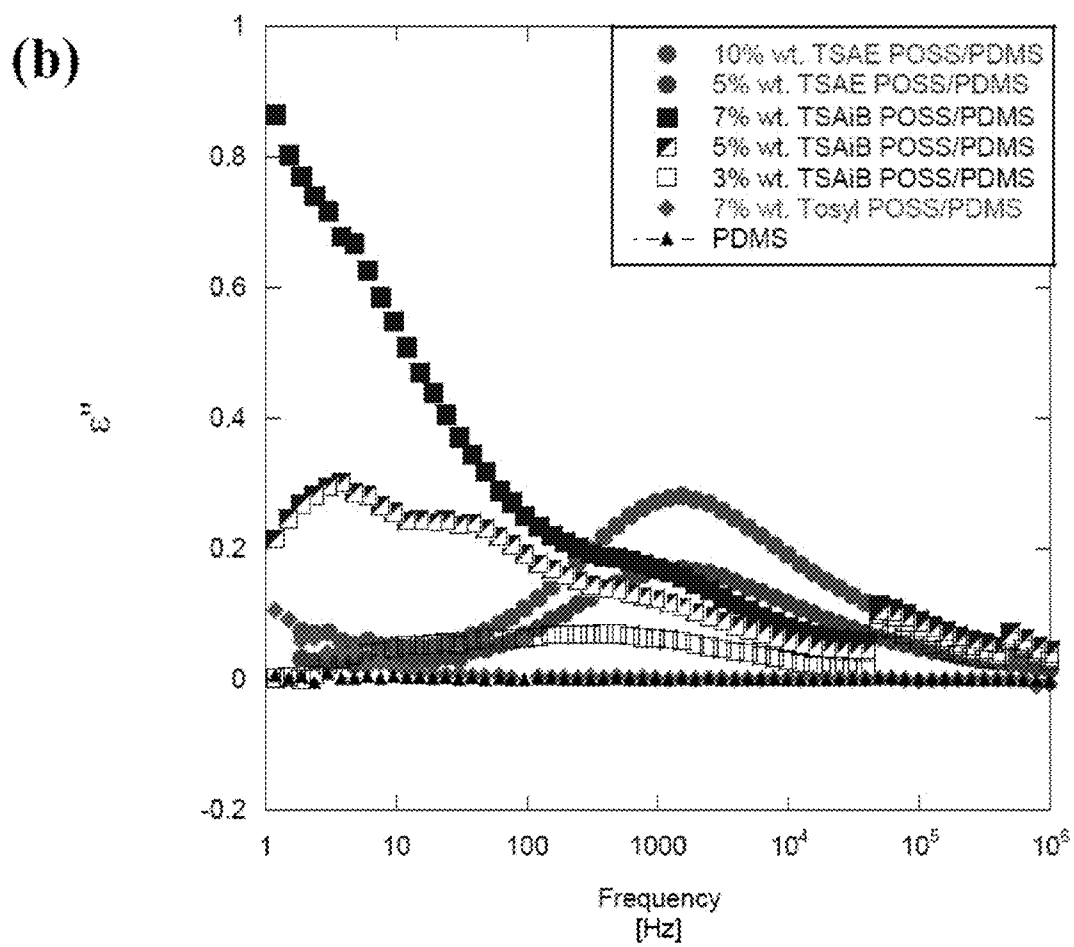 (b)
1
0.8
0.6
0.4
0.2
0
-0.2
ε"
10% wt. TSAE POSS/PDMS
5% wt. TSAE POSS/PDMS
7% wt. TSAiB POSS/PDMS
5% wt. TSAiB POSS/PDMS
3% wt. TSAiB POSS/PDMS
7% wt. Tosyl POSS/PDMS
PDMS
1 10 100 1000 10⁴ 10⁵ 10⁶
Frequency
[Hz]